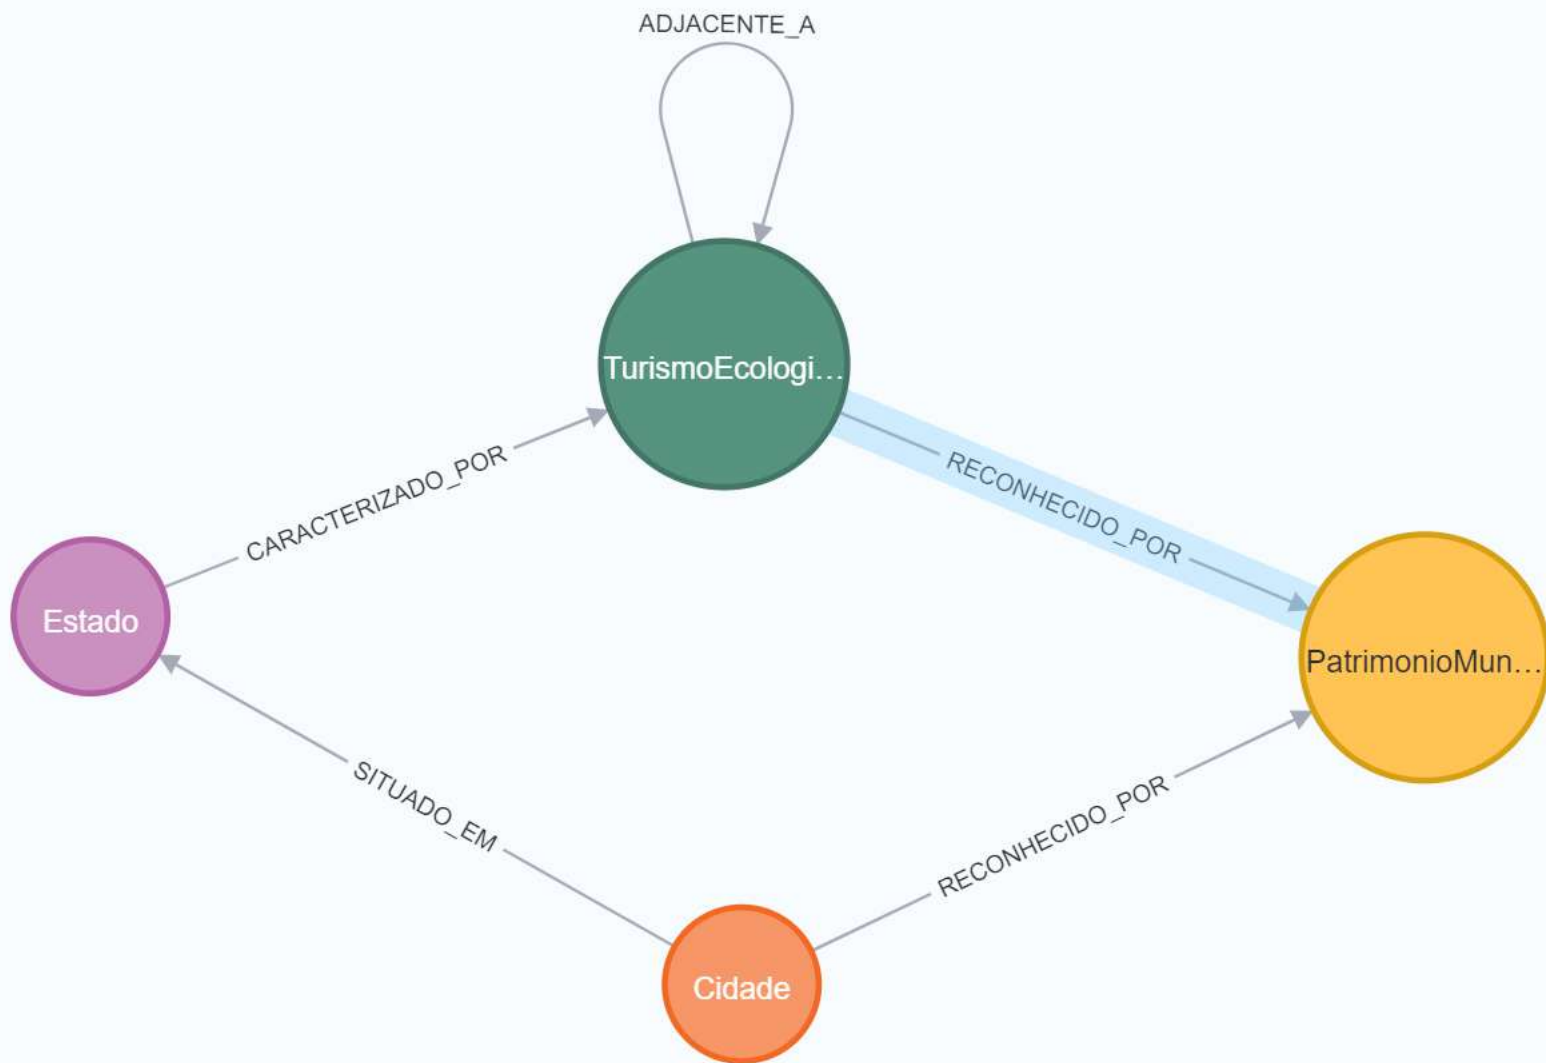 ADJACENTE_A
TurismoEcologi...
CARACTERIZADO_POR
RECONHECIDO_POR
Estado
PatrimonioMun...
SITUADO_EM
RECONHECIDO_POR
Cidade